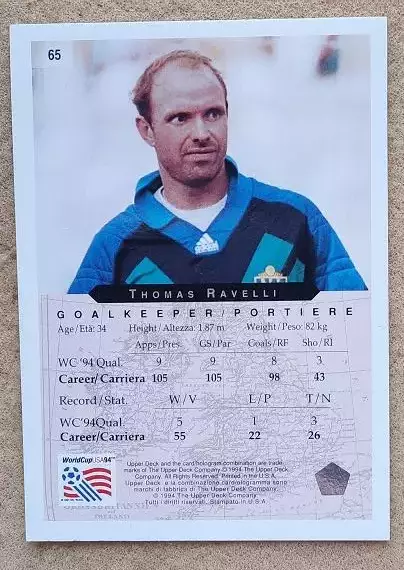 65
THOMAS RAVELLI
GOALKEEPER/PORTIERE
Age/Età: 34 Height/Altezza: 1.87 m Weight/Peso: 82 kg
Apps/Pres. GS/Par Goals/RF Sho/RI
WC '94 Qual. 9 9 8 3
Career/Carriera 105 105 98 43
Record/Stat. W/V L/P T/N
WC'94Qual. 5 1 3
Career/Carriera 55 22 26
WorldCupUSA94
Upper Deck and the card/hologram combination are trade
marks of The Upper Deck Company © 1994 The Upper Deck
Company. All Rights Reserved. Printed in the U.S.A.
Upper Deck e la combinazione carta/ologramma sono
marchi di fabbrica di The Upper Deck Company.
© 1994 The Upper Deck Company
Tutti i diritti riservati. Stampato in U.S.A.
IRELAND